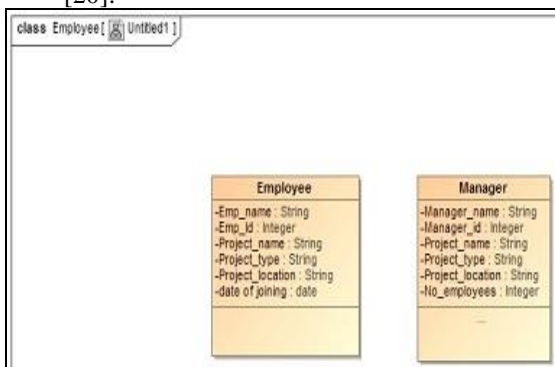 [20].
class Employee[ Untitled1 ]
Employee
-Emp_name : String
-Emp_id : Integer
-Project_name : String
-Project_type : String
-Project_location : String
-date of joining : date
Manager
-Manager_name : String
-Manager_id : Integer
-Project_name : String
-Project_type : String
-Project_location : String
-No_employees : Integer